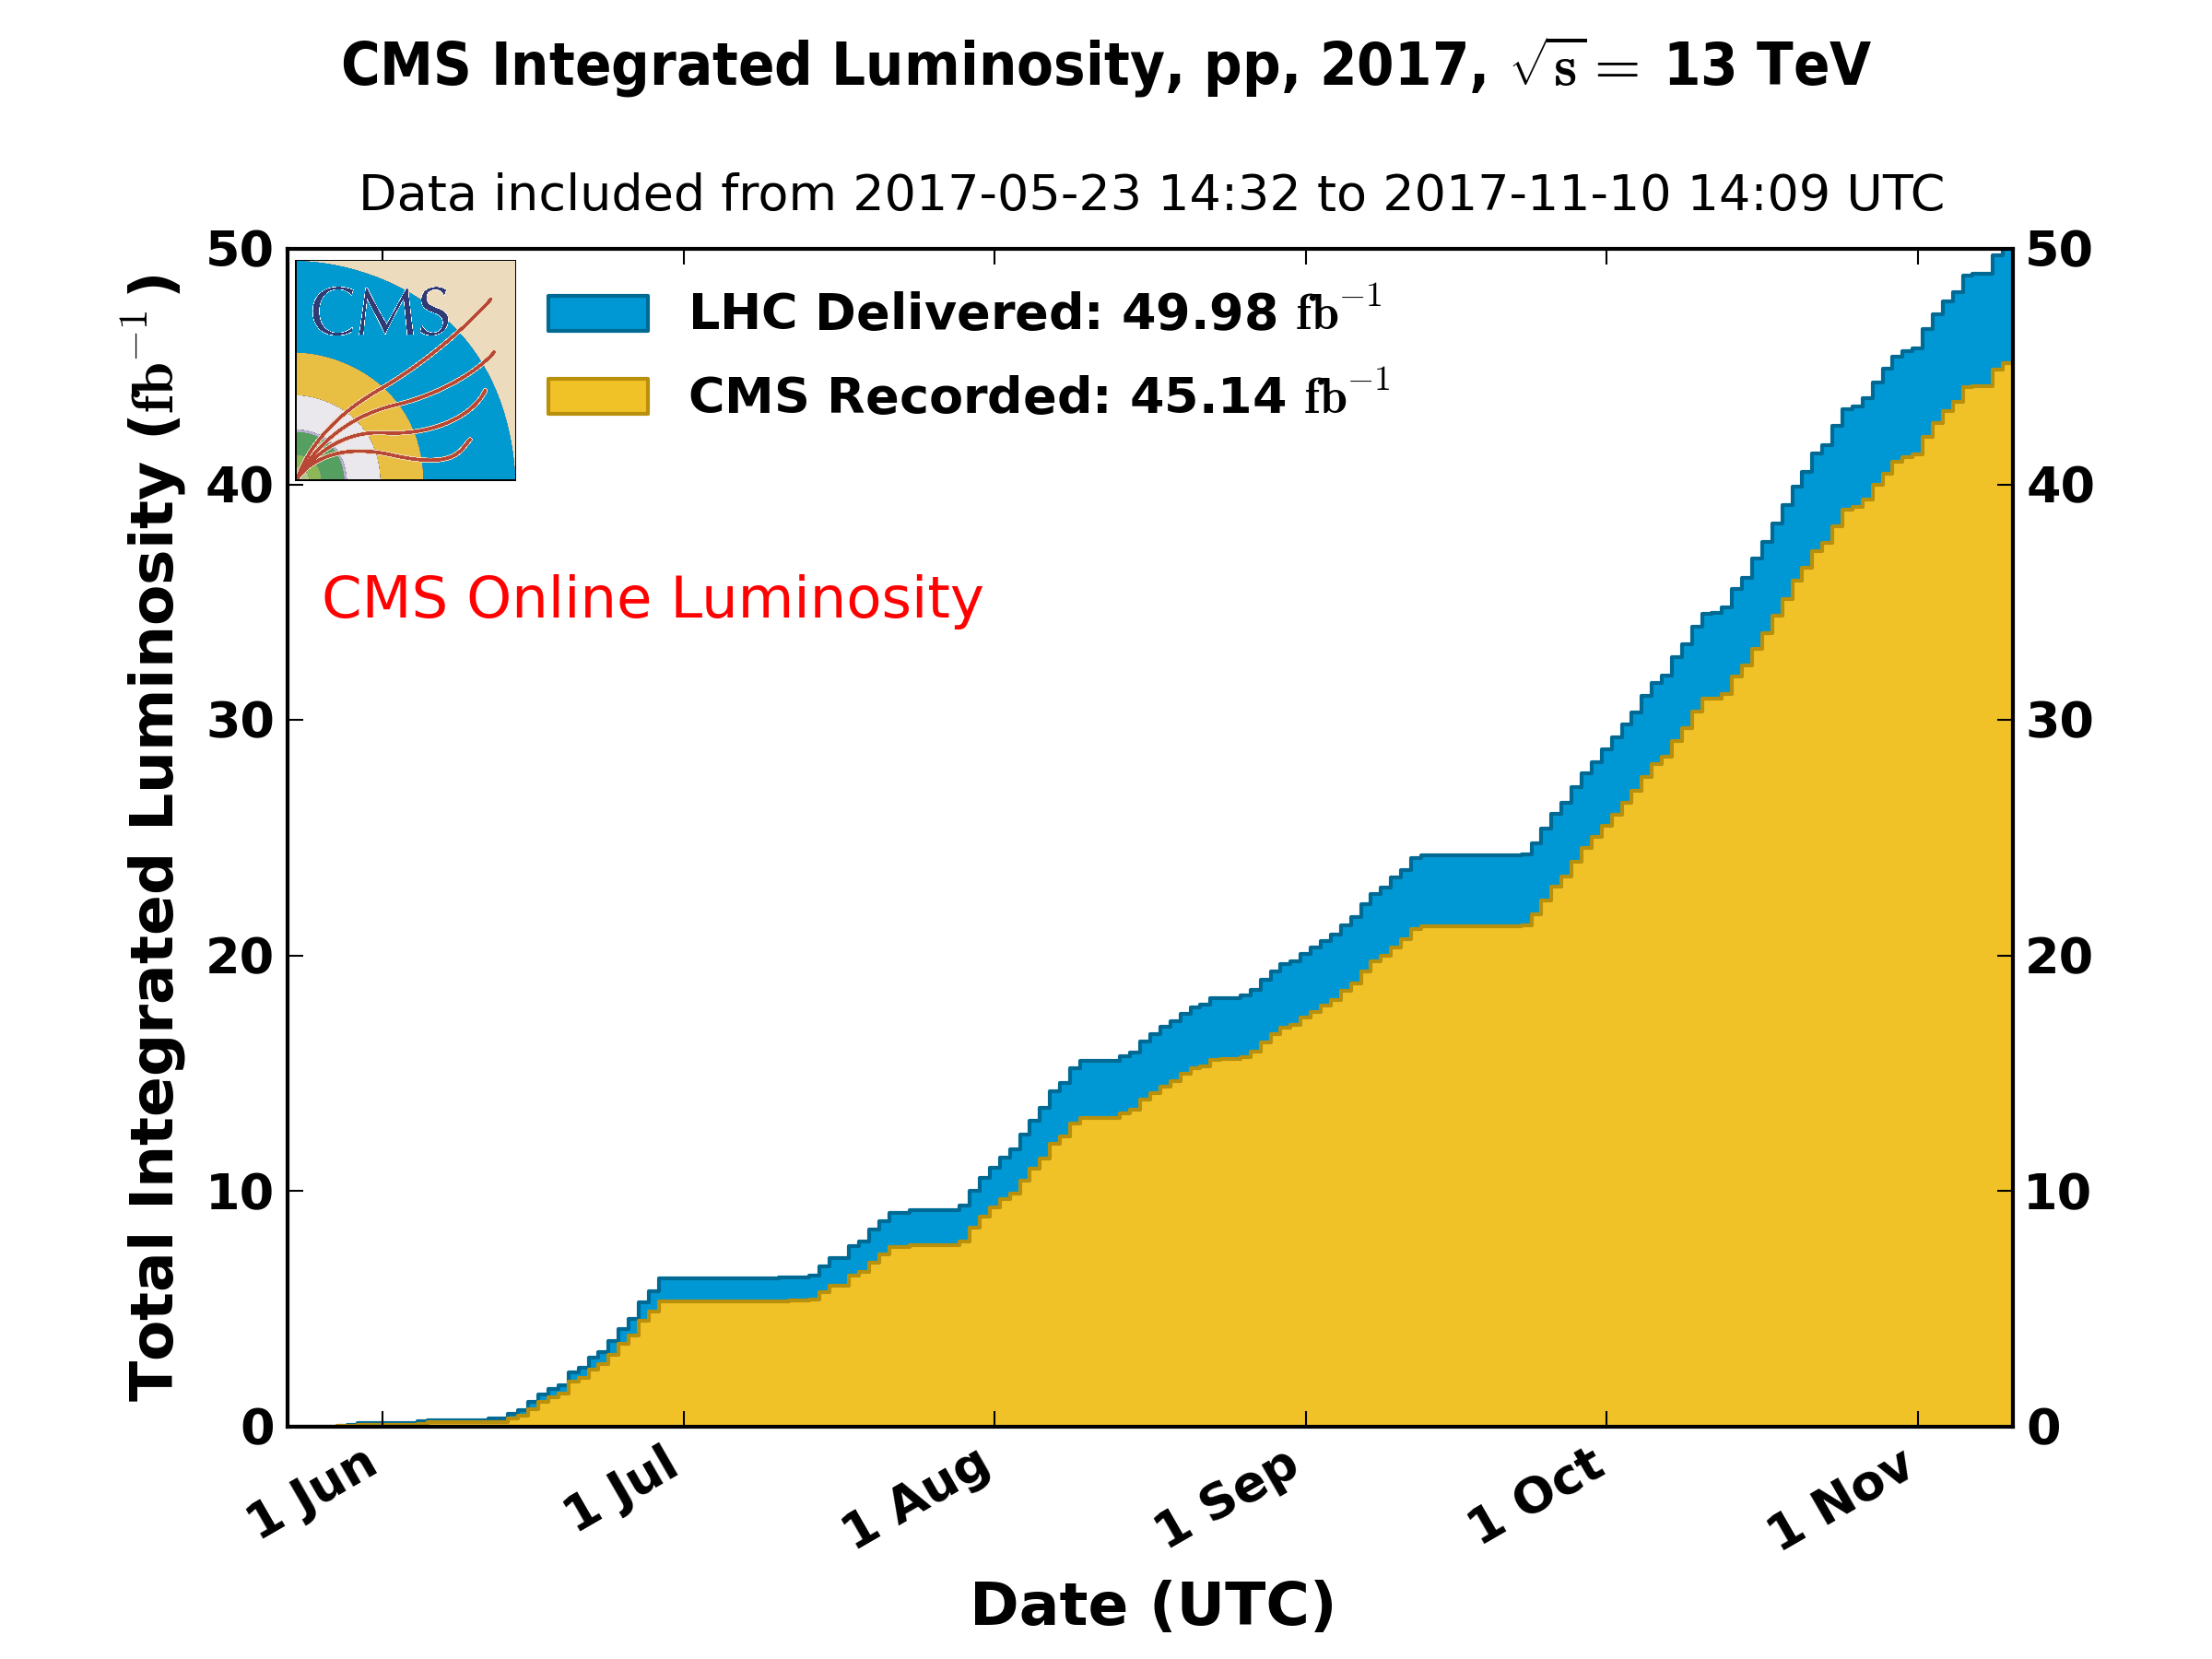 CMS Integrated Luminosity, pp, 2017, √s = 13 TeV
Data included from 2017-05-23 14:32 to 2017-11-10 14:09 UTC
CMS
LHC Delivered: 49.98 fb⁻¹
CMS Recorded: 45.14 fb⁻¹
CMS Online Luminosity
Total Integrated Luminosity (fb⁻¹)
50
40
30
20
10
0
50
40
30
20
10
0
1 Jun
1 Jul
1 Aug
1 Sep
1 Oct
1 Nov
Date (UTC)